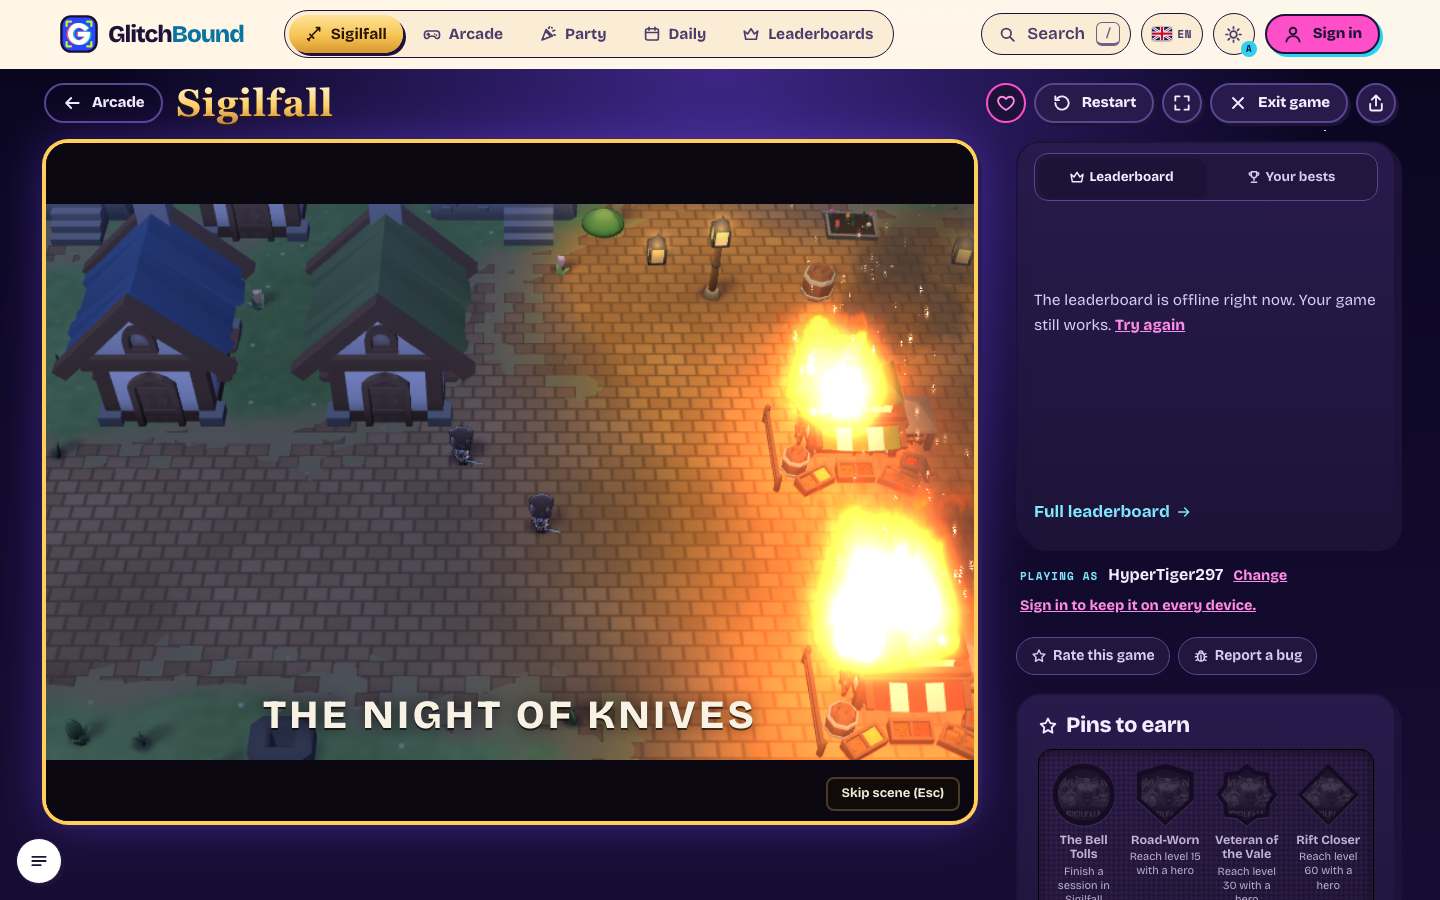 GlitchBound
Sigilfall
Arcade
Party
Daily
Leaderboards
Search /
EN
A
Sign in
Arcade
Sigilfall
Restart
Exit game
Leaderboard
Your bests
The leaderboard is offline right now. Your game
still works. Try again
Full leaderboard →
PLAYING AS HyperTiger297 Change
Sign in to keep it on every device.
Rate this game
Report a bug
THE NIGHT OF KNIVES
Skip scene (Esc)
Pins to earn
The Bell
Tolls
Finish a
session in
Sigilfall
Road-Worn
Reach level 15
with a hero
Veteran of
the Vale
Reach level
30 with a
hero
Rift Closer
Reach level
60 with a
hero